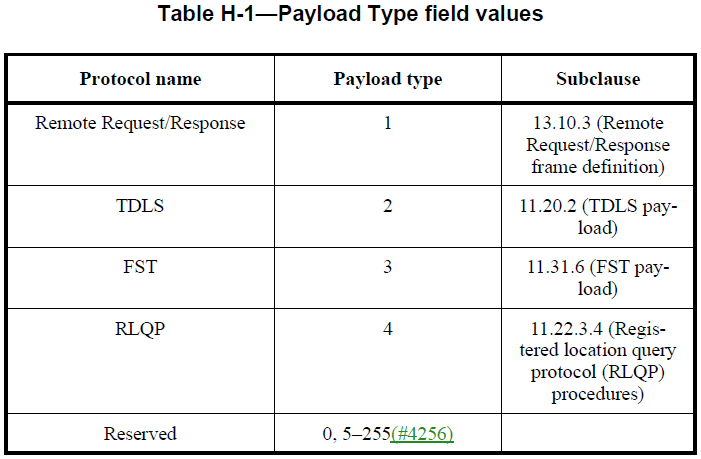 Table H-1—Payload Type field values
Protocol name Payload type Subclause
Remote Request/Response 1 13.10.3 (Remote
Request/Response
frame definition)
TDLS 2 11.20.2 (TDLS pay-
load)
FST 3 11.31.6 (FST pay-
load)
RLQP 4 11.22.3.4 (Regis-
tered location query
protocol (RLQP)
procedures)
Reserved 0, 5–255(#4256)